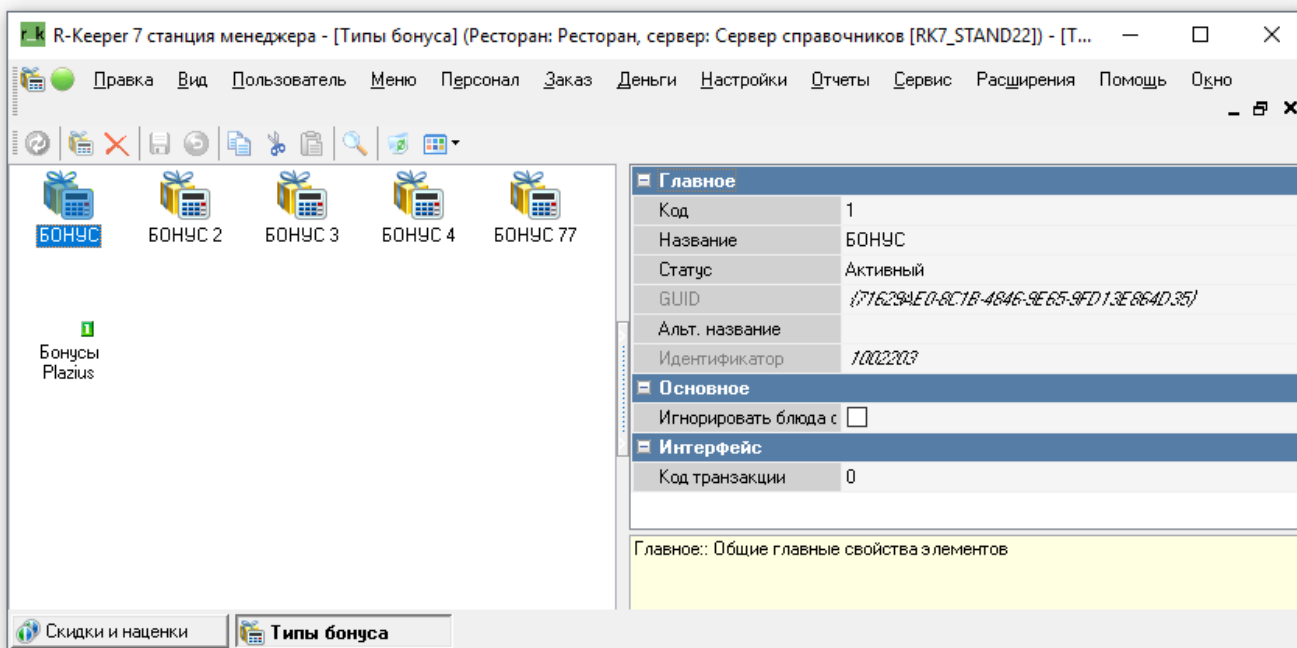 r_k R-Keeper 7 станция менеджера - [Типы бонуса] (Ресторан: Ресторан, сервер: Сервер справочников [RK7_STAND22]) - [Т...
Правка Вид Пользователь Меню Персонал Заказ Деньги Настройки Отчеты Сервис Расширения Помощь Окно
БОНУС БОНУС 2 БОНУС 3 БОНУС 4 БОНУС 77
1
Бонусы
Plazius
Главное
Код 1
Название БОНУС
Статус Активный
GUID {71629AE0-8C1B-4846-9E65-9FD13E864D35}
Альт. название
Идентификатор 1002203
Основное
Игнорировать блюда с
Интерфейс
Код транзакции 0
Главное:: Общие главные свойства элементов
Скидки и наценки Типы бонуса